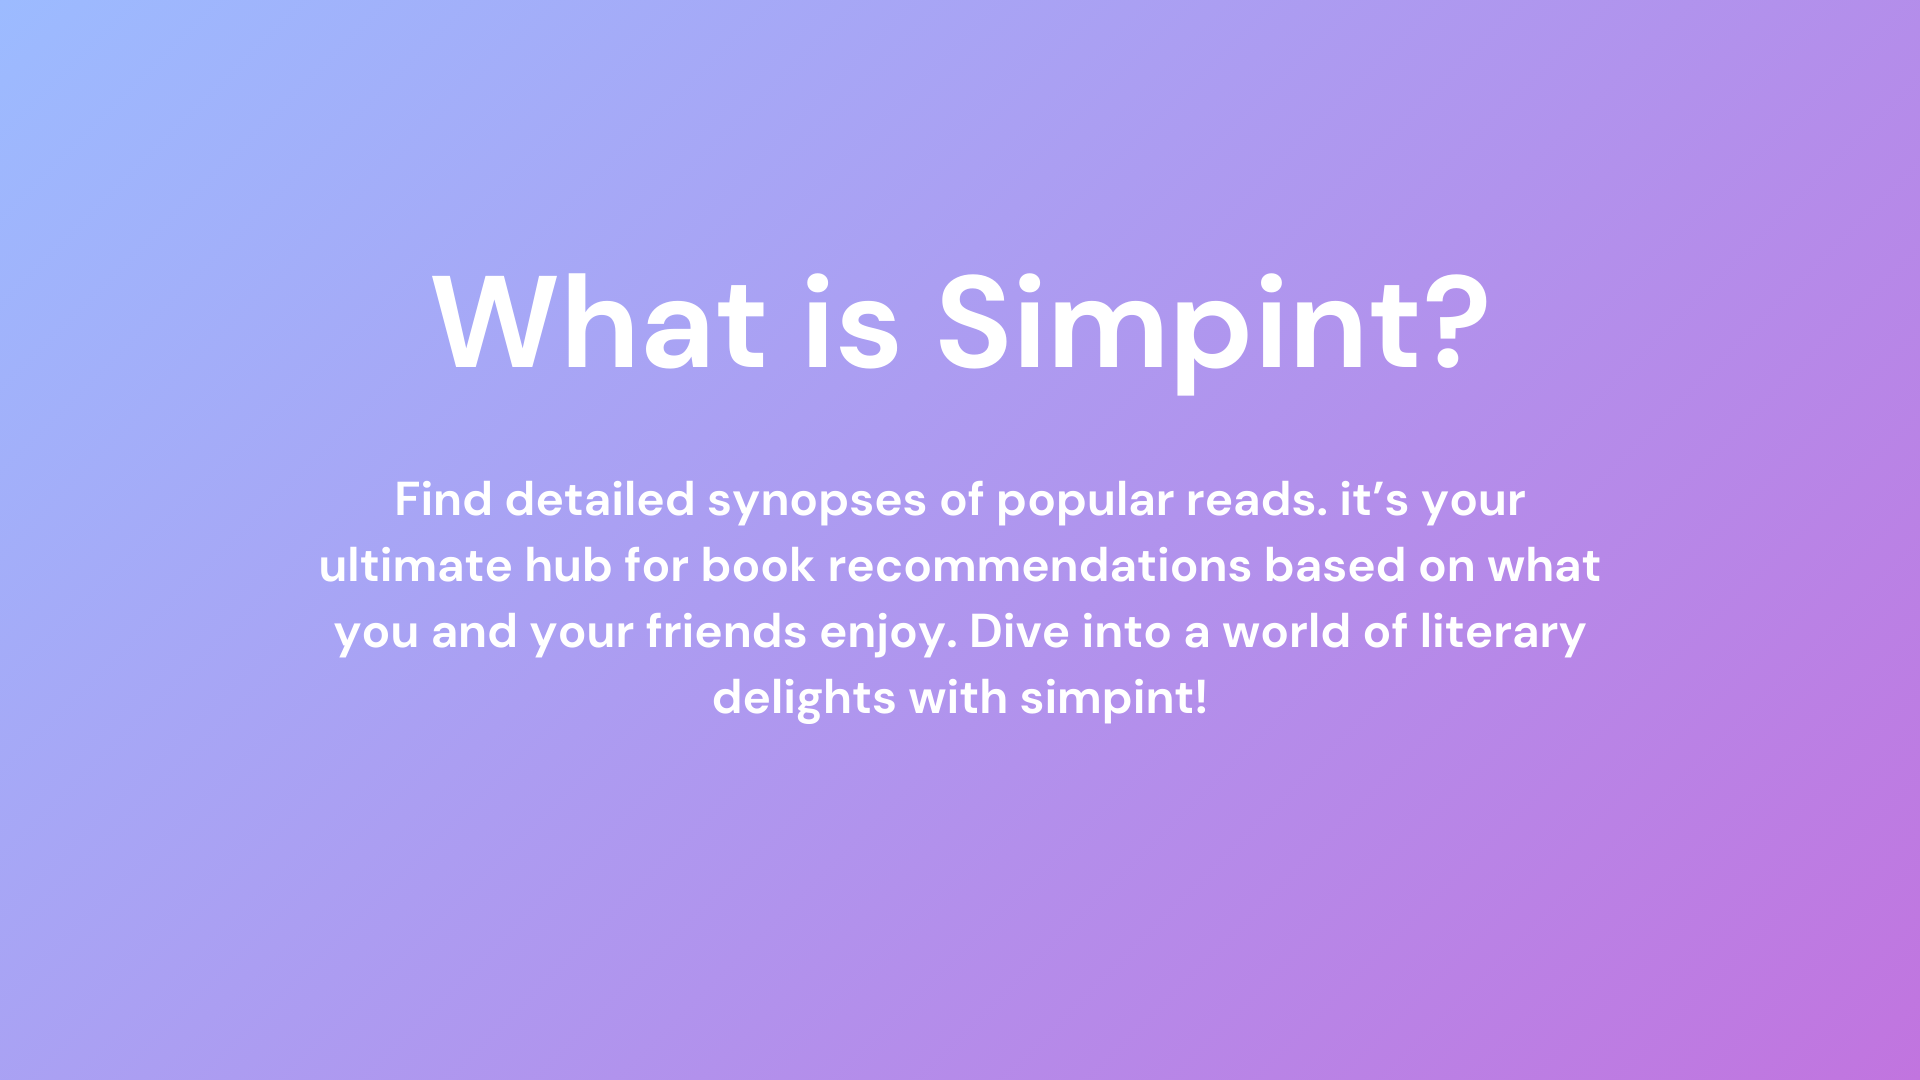 What is Simpint?
Find detailed synopses of popular reads. it’s your
ultimate hub for book recommendations based on what
you and your friends enjoy. Dive into a world of literary
delights with simpint!